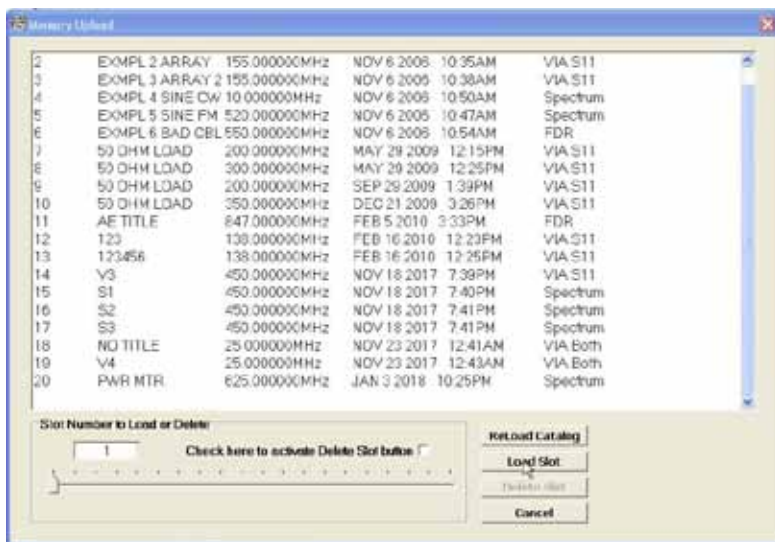 Memory Upload
2 EXMPL 2 ARRAY 155.000000MHz NOV 6 2006 10:35AM VIA S11
3 EXMPL 3 ARRAY 2 155.000000MHz NOV 6 2006 10:38AM VIA S11
4 EXMPL 4 SINE CW 10.000000MHz NOV 6 2006 10:50AM Spectrum
5 EXMPL 5 SINE FM 520.000000MHz NOV 6 2006 10:47AM Spectrum
6 EXMPL 6 BAD CBL 550.000000MHz NOV 6 2006 10:54AM FDR
7 50 OHM LOAD 200.000000MHz MAY 29 2009 12:15PM VIA S11
8 50 OHM LOAD 300.000000MHz MAY 29 2009 12:25PM VIA S11
9 50 OHM LOAD 200.000000MHz SEP 29 2009 1:39PM VIA S11
10 50 OHM LOAD 350.000000MHz DEC 21 2009 3:26PM VIA S11
11 AE TITLE 847.000000MHz FEB 5 2010 3:33PM FDR
12 123 138.000000MHz FEB 16 2010 12:23PM VIA S11
13 123456 138.000000MHz FEB 16 2010 12:25PM VIA S11
14 V3 450.000000MHz NOV 18 2017 7:39PM VIA S11
15 S1 450.000000MHz NOV 18 2017 7:40PM Spectrum
16 S2 450.000000MHz NOV 18 2017 7:41PM Spectrum
17 S3 450.000000MHz NOV 18 2017 7:41PM Spectrum
18 NO TITLE 25.000000MHz NOV 23 2017 12:41AM VIA Both
19 V4 25.000000MHz NOV 23 2017 12:43AM VIA Both
20 PWR MTR 625.000000MHz JAN 3 2018 10:25PM Spectrum
Slot Number to Load or Delete
1
Check here to activate Delete Slot button
ReLoad Catalog
Load Slot
Delete Slot
Cancel